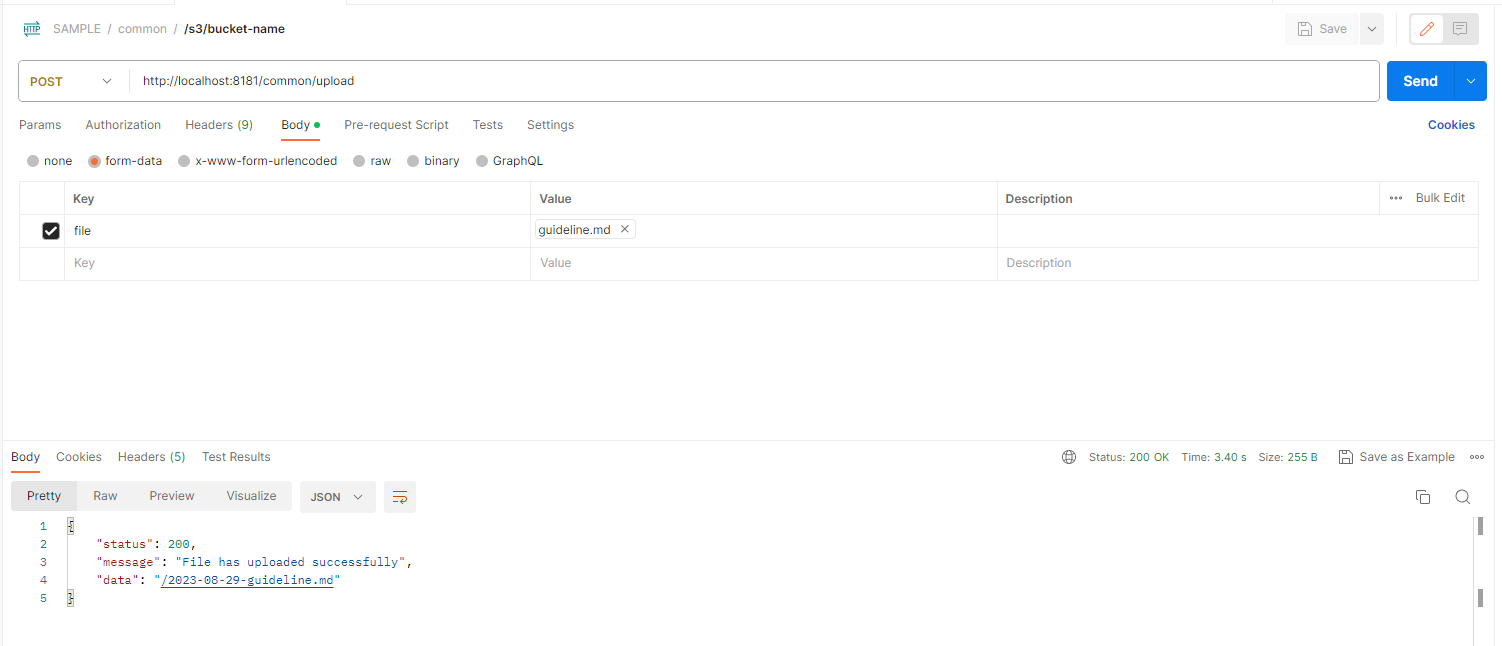 HTTP SAMPLE / common / /s3/bucket-name Save
POST http://localhost:8181/common/upload Send
Params Authorization Headers (9) Body Pre-request Script Tests Settings Cookies
none form-data x-www-form-urlencoded raw binary GraphQL
Key Value Description Bulk Edit
file guideline.md
Key Value Description
Body Cookies Headers (5) Test Results Status: 200 OK Time: 3.40 s Size: 255 B Save as Example
Pretty Raw Preview Visualize JSON
1 {
2 "status": 200,
3 "message": "File has uploaded successfully",
4 "data": "/2023-08-29-guideline.md"
5 }